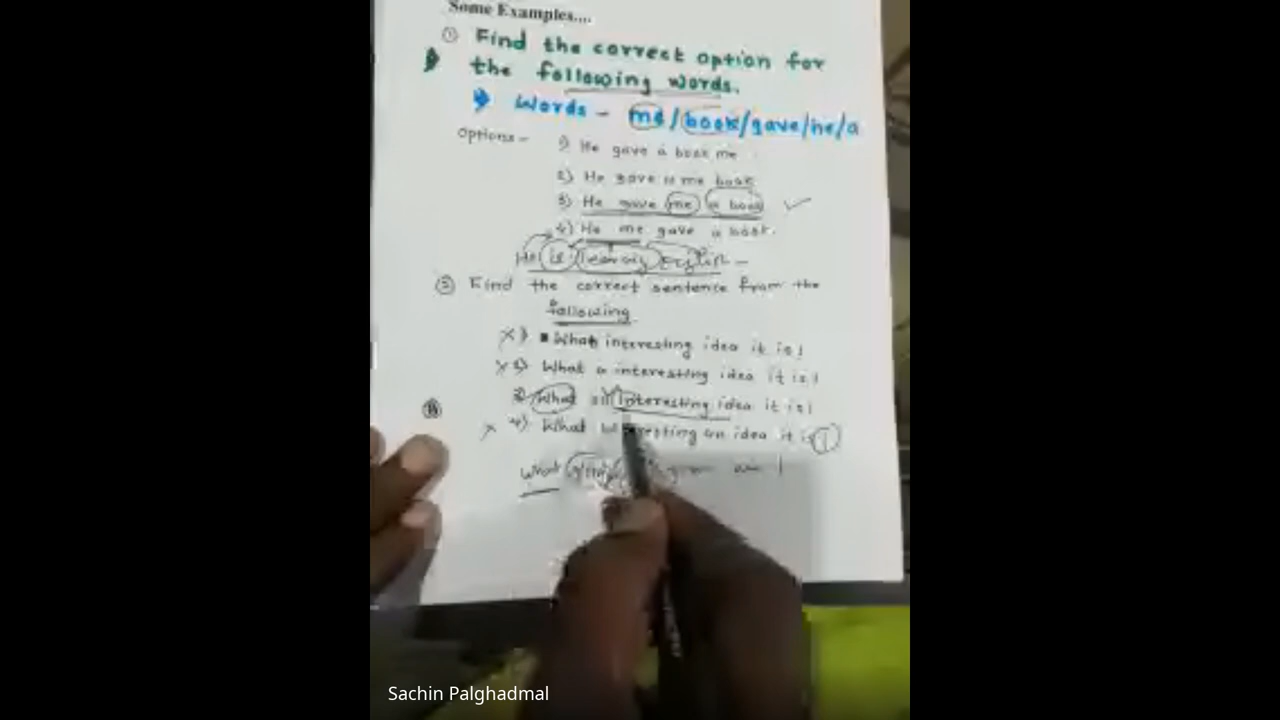 Some Examples....
① Find the correct option for
the following words.
Words - me/book/gave/he/a
Options - 1) He gave a book me
2) He gave a me book
3) He gave me a book ✓
4) He me gave a book.
He is learning English -
② Find the correct sentence from the
following
x 1) What interesting idea it is!
x 2) What a interesting idea it is!
3) What an interesting idea it is!
x 4) What interesting an idea it is!
What
Sachin Palghadmal